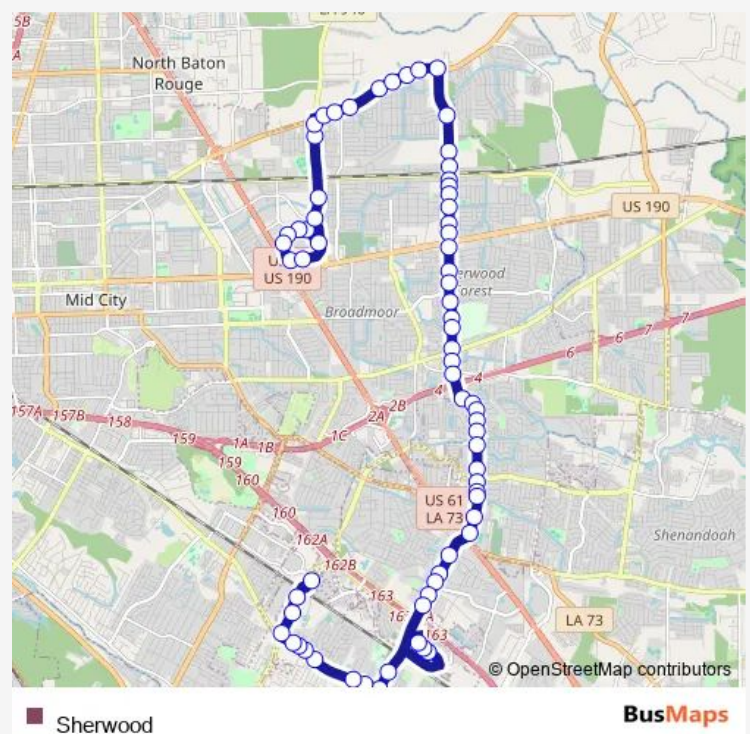 5B
A
North Baton
Rouge
US 190
US 190
Mid City
erwood
orest
Broadmoor
7
7
6
6
4
4
2B
2A
1C
157A
157B
158
159
1A
1B
159
160
160
US 61
LA 73
Shenandoah
162A
162B
163
163
LA 73
© OpenStreetMap contributors
Sherwood
BusMaps